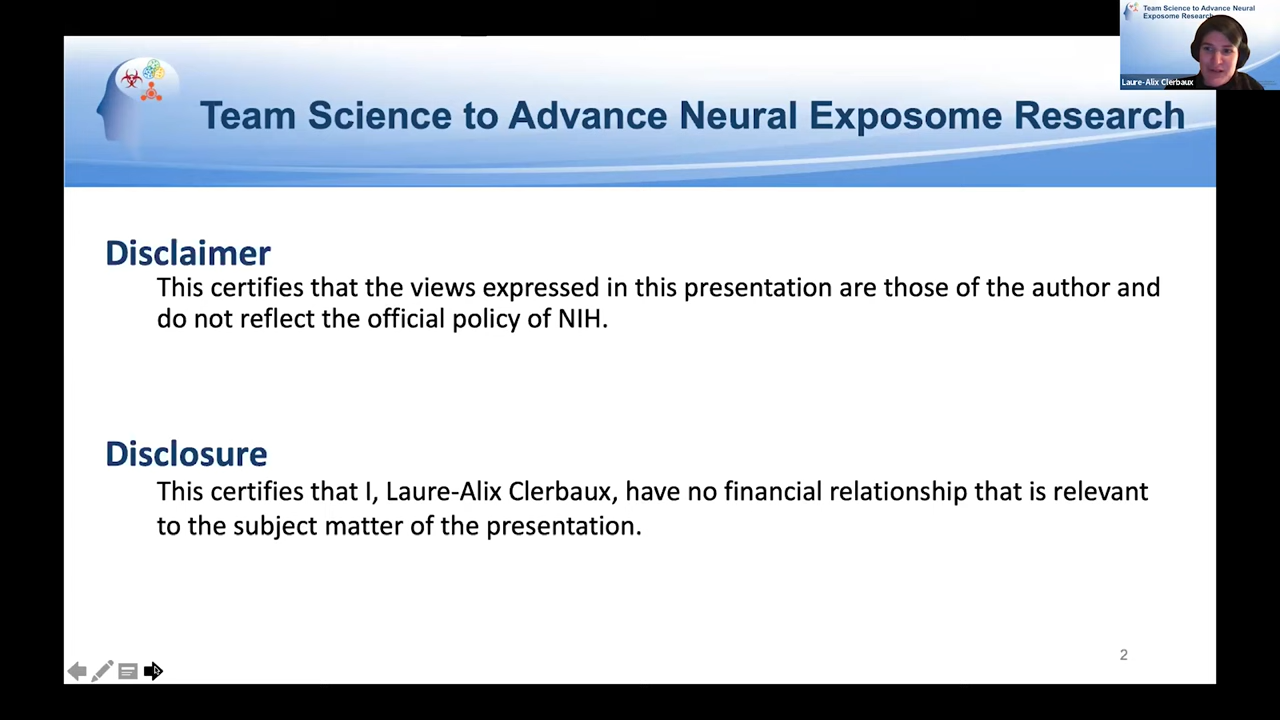 Team Science to Advance Neural
Exposome Research
Laure-Alix Clerbaux
Team Science to Advance Neural Exposome Research
Disclaimer
This certifies that the views expressed in this presentation are those of the author and
do not reflect the official policy of NIH.
Disclosure
This certifies that I, Laure-Alix Clerbaux, have no financial relationship that is relevant
to the subject matter of the presentation.
2